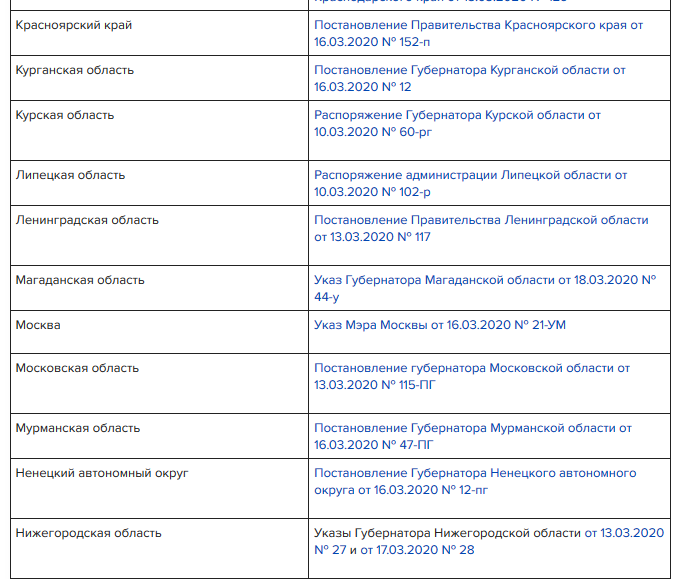 Красноярский край
Постановление Правительства Красноярского края от
16.03.2020 № 152-п
Курганская область
Постановление Губернатора Курганской области от
16.03.2020 № 12
Курская область
Распоряжение Губернатора Курской области от
10.03.2020 № 60-рг
Липецкая область
Распоряжение администрации Липецкой области от
10.03.2020 № 102-р
Ленинградская область
Постановление Правительства Ленинградской области
от 13.03.2020 № 117
Магаданская область
Указ Губернатора Магаданской области от 18.03.2020 №
44-у
Москва
Указ Мэра Москвы от 16.03.2020 № 21-УМ
Московская область
Постановление губернатора Московской области от
13.03.2020 № 115-ПГ
Мурманская область
Постановление Губернатора Мурманской области от
16.03.2020 № 47-ПГ
Ненецкий автономный округ
Постановление Губернатора Ненецкого автономного
округа от 16.03.2020 № 12-пг
Нижегородская область
Указы Губернатора Нижегородской области от 13.03.2020
№ 27 и от 17.03.2020 № 28